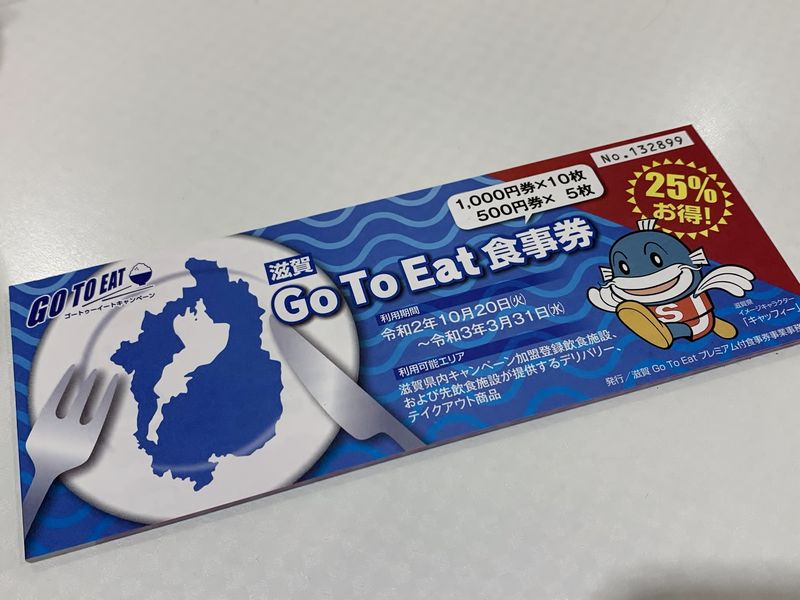 No.132899
1,000円券×10枚
500円券× 5枚
25%
お得!
GO TO EAT
ゴートゥーイートキャンペーン
滋賀
Go To Eat 食事券
利用期間
令和2年10月20日(火)
～令和3年3月31日(水)
利用可能エリア
滋賀県内キャンペーン加盟登録飲食施設、
および先飲食施設が提供するデリバリー、
テイクアウト商品
滋賀県
イメージキャラクター
「キャッフィー」
発行/滋賀 Go To Eat プレミアム付食事券事業事務